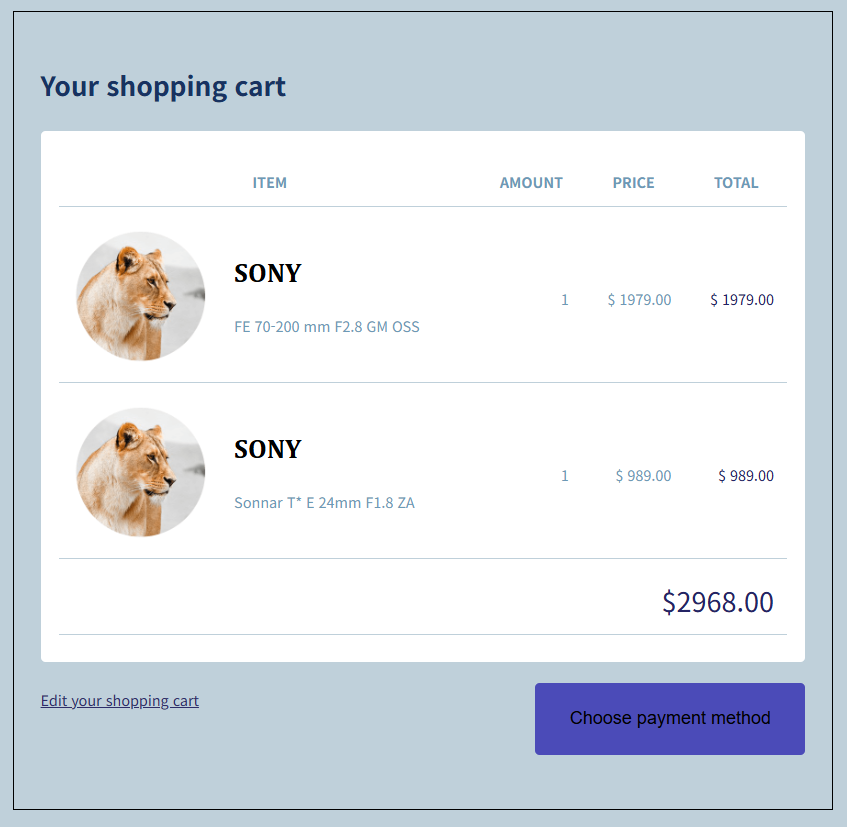 Your shopping cart
ITEM AMOUNT PRICE TOTAL
SONY
FE 70-200 mm F2.8 GM OSS
1 $ 1979.00 $ 1979.00
SONY
Sonnar T* E 24mm F1.8 ZA
1 $ 989.00 $ 989.00
$2968.00
Edit your shopping cart
Choose payment method